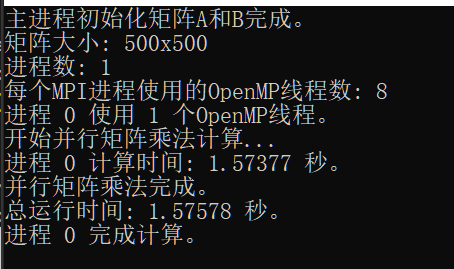 主进程初始化矩阵A和B完成。
矩阵大小: 500x500
进程数: 1
每个MPI进程使用的OpenMP线程数: 8
进程 0 使用 1 个OpenMP线程。
开始并行矩阵乘法计算...
进程 0 计算时间: 1.57377 秒。
并行矩阵乘法完成。
总运行时间: 1.57578 秒。
进程 0 完成计算。